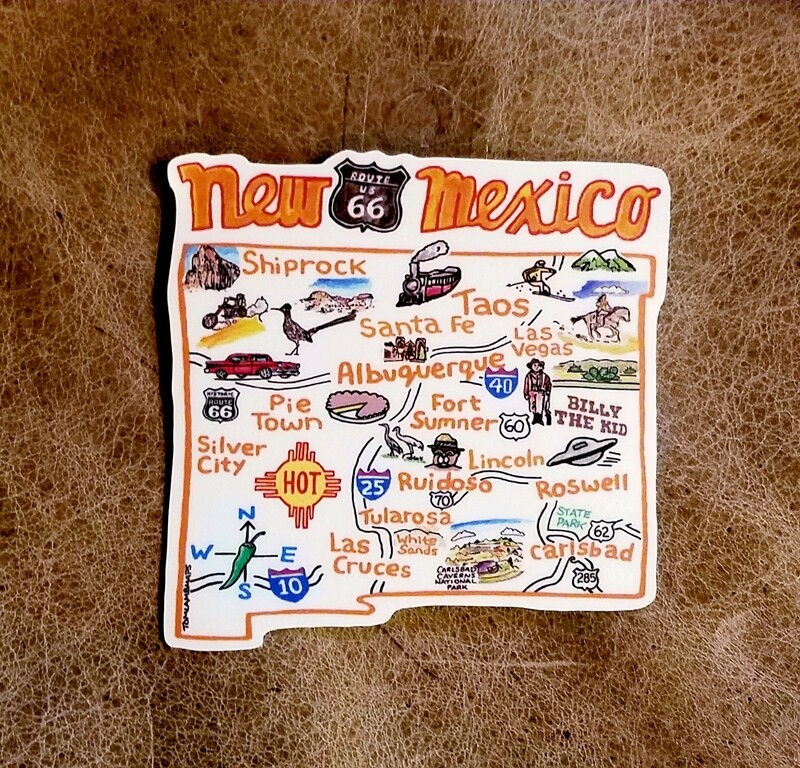 New
ROUTE
US
66
Mexico
Shiprock
Taos
Santa Fe
Las
Vegas
Albuquerque
40
HISTORIC
ROUTE
66
Pie
Town
Fort
Sumner
60
BILLY
THE KID
Silver
City
HOT
Lincoln
25
Ruidoso
70
Roswell
Tularosa
STATE
PARK
62
White
Sands
Las
Cruces
Carlsbad
CARLSBAD
CAVERNS
NATIONAL
PARK
285
N
W E
S
10
TOMLAMBMAPS